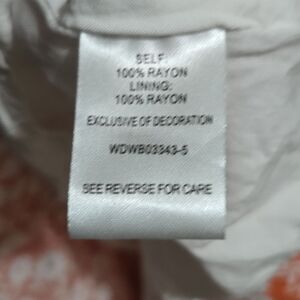 SELF:
100% RAYON
LINING:
100% RAYON
EXCLUSIVE OF DECORATION
WDWB03343-5
SEE REVERSE FOR CARE